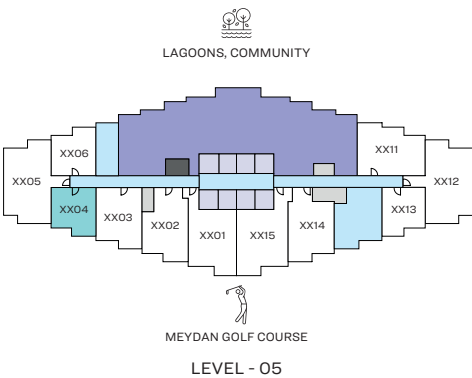 LAGOONS, COMMUNITY
XX06
XX11
XX05
XX12
XX04
XX03
XX02
XX01
XX15
XX14
XX13
MEYDAN GOLF COURSE
LEVEL - 05